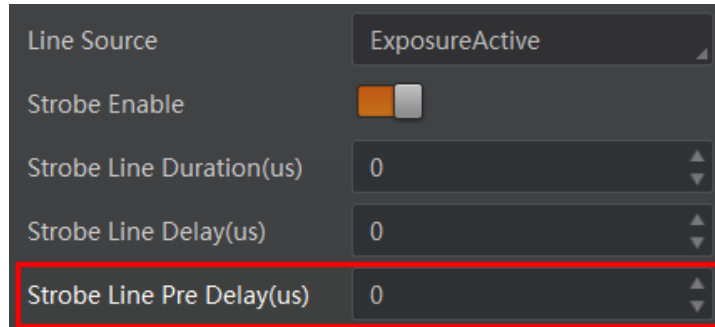 Line Source ExposureActive
Strobe Enable
Strobe Line Duration(us) 0
Strobe Line Delay(us) 0
Strobe Line Pre Delay(us) 0